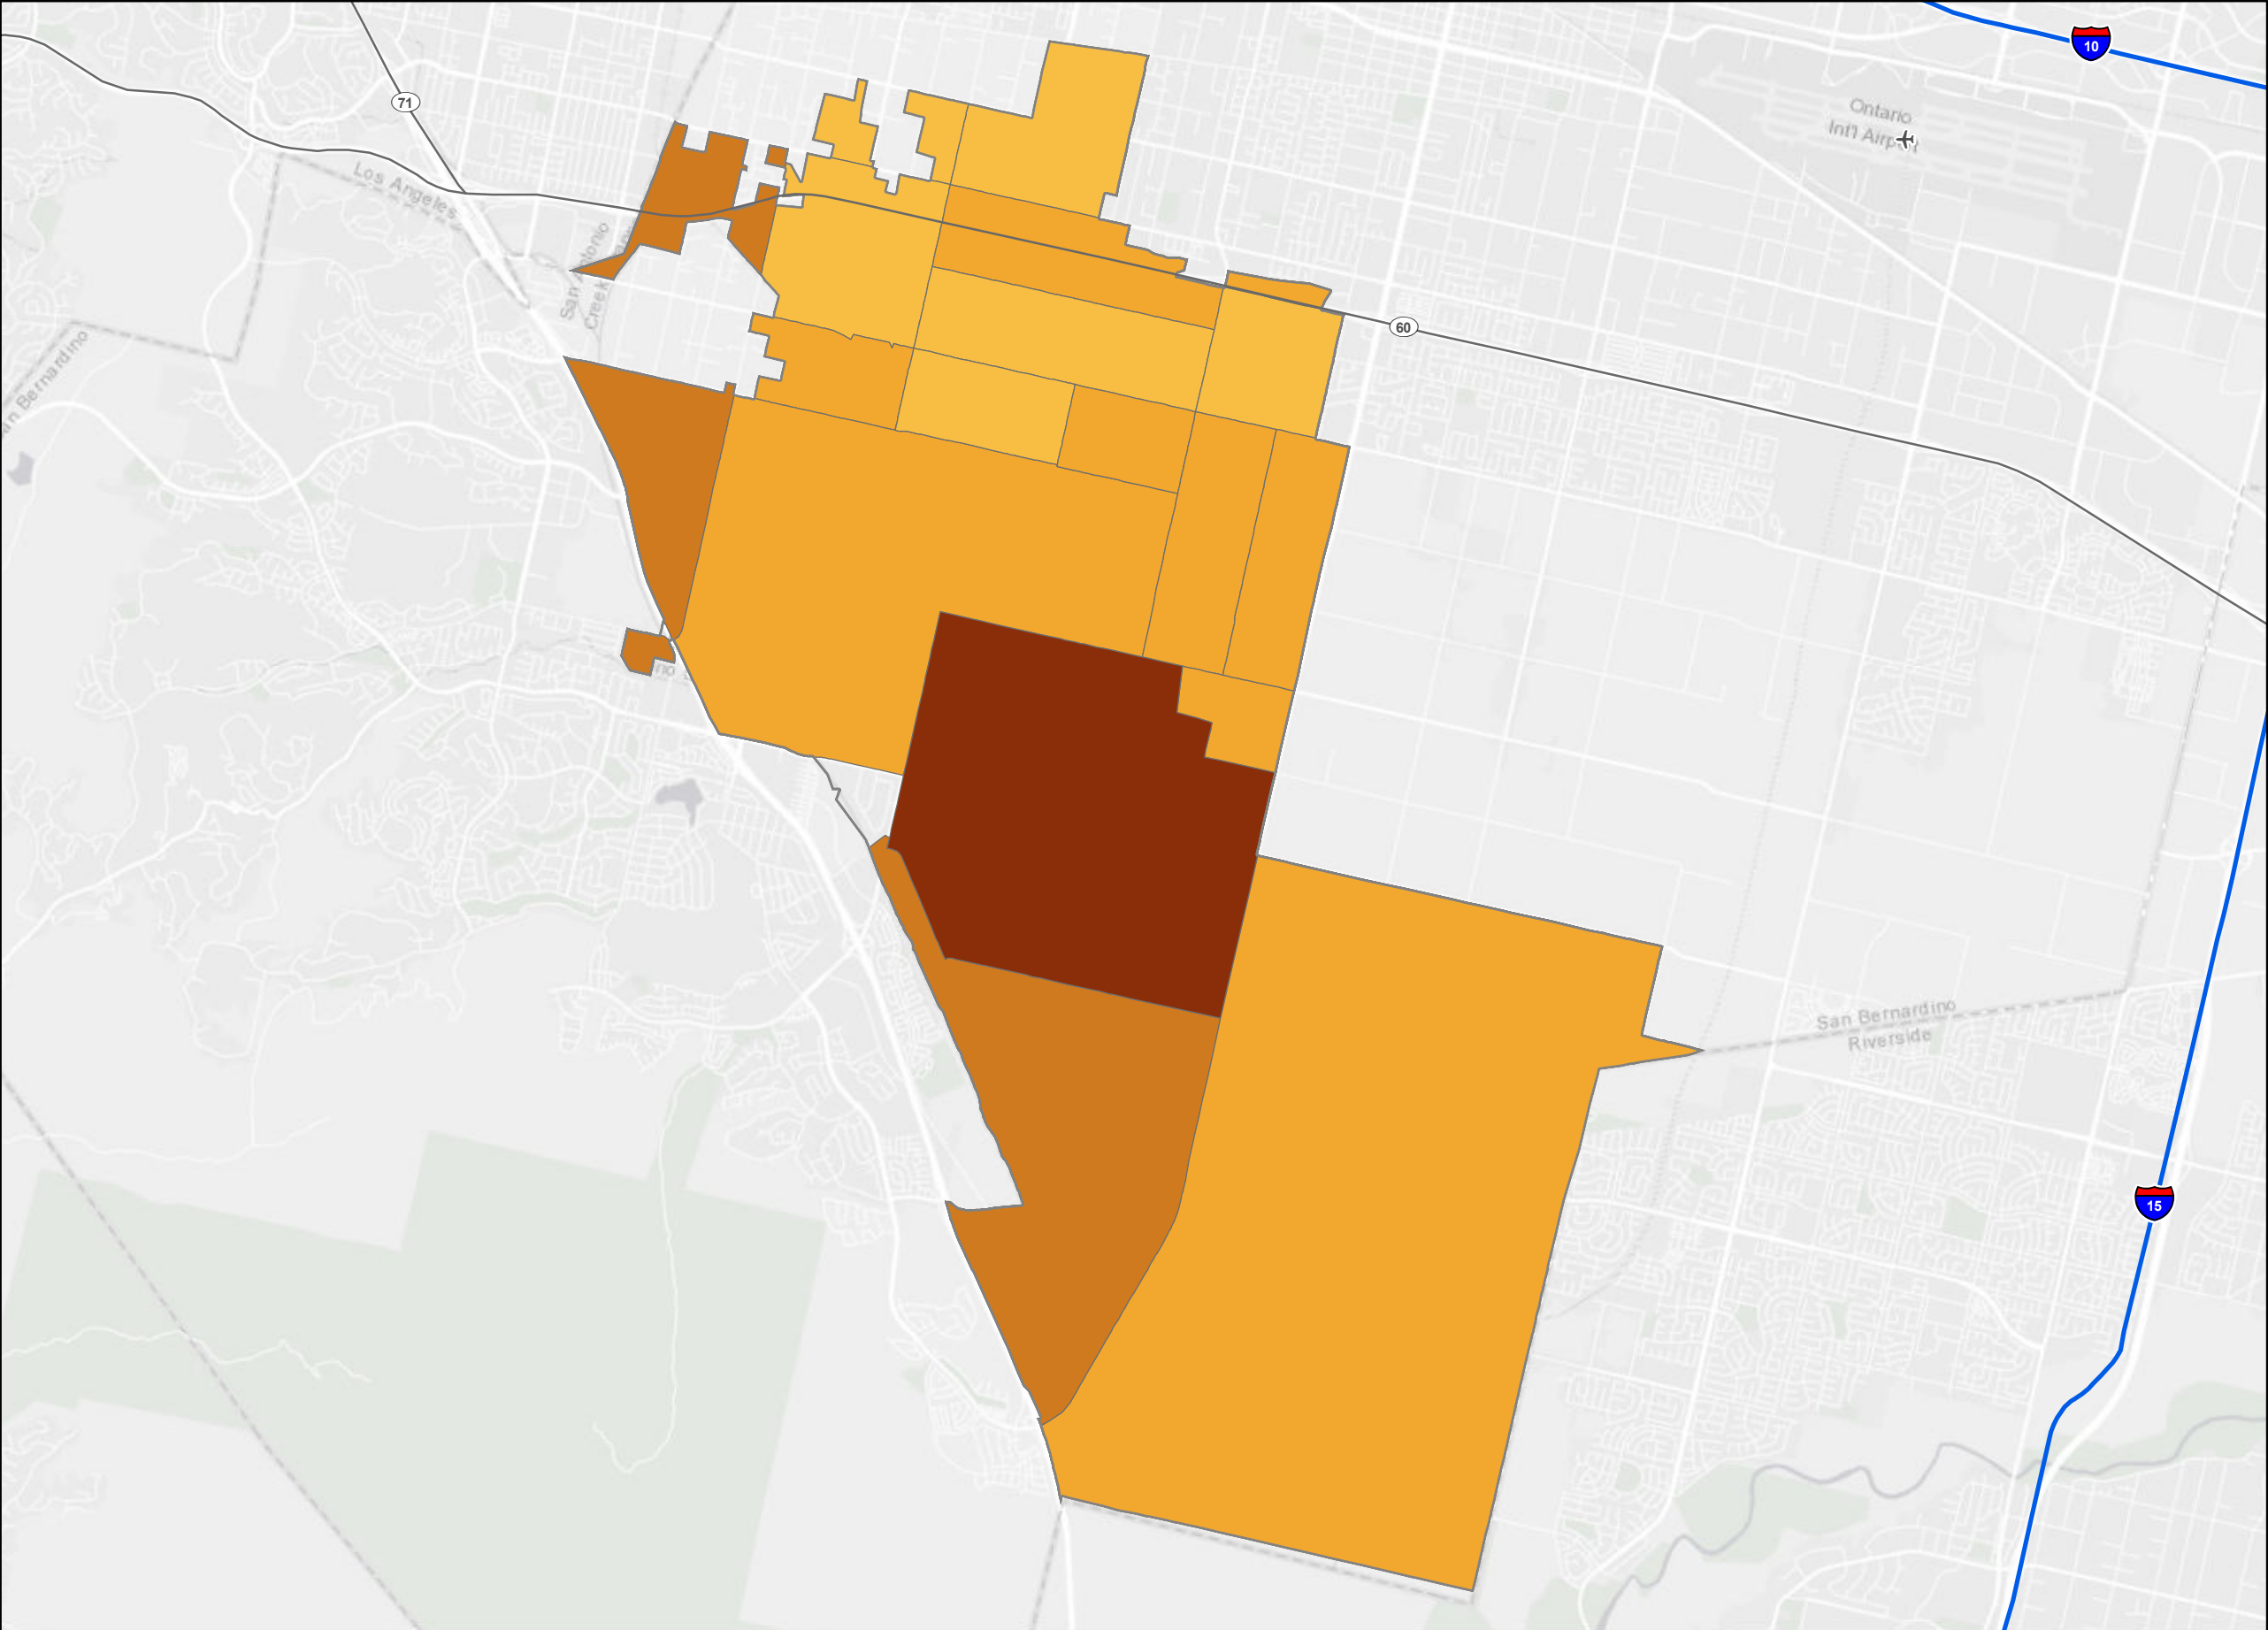 10
71
Ontario
Int'l Airport
Los Angeles
San Antonio
Creek
60
San Bernardino
San Bernardino
Riverside
15